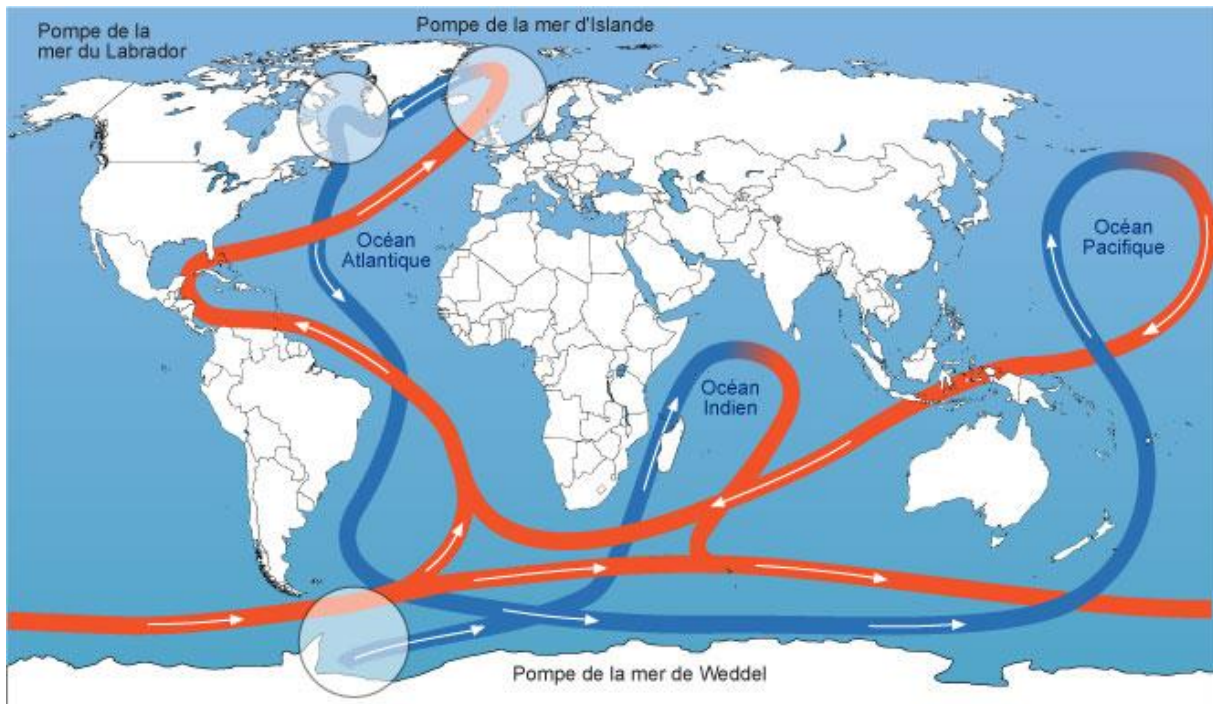 Pompe de la
mer du Labrador
Pompe de la mer d'Islande
Océan
Atlantique
Océan
Pacifique
Océan
Indien
Pompe de la mer de Weddel